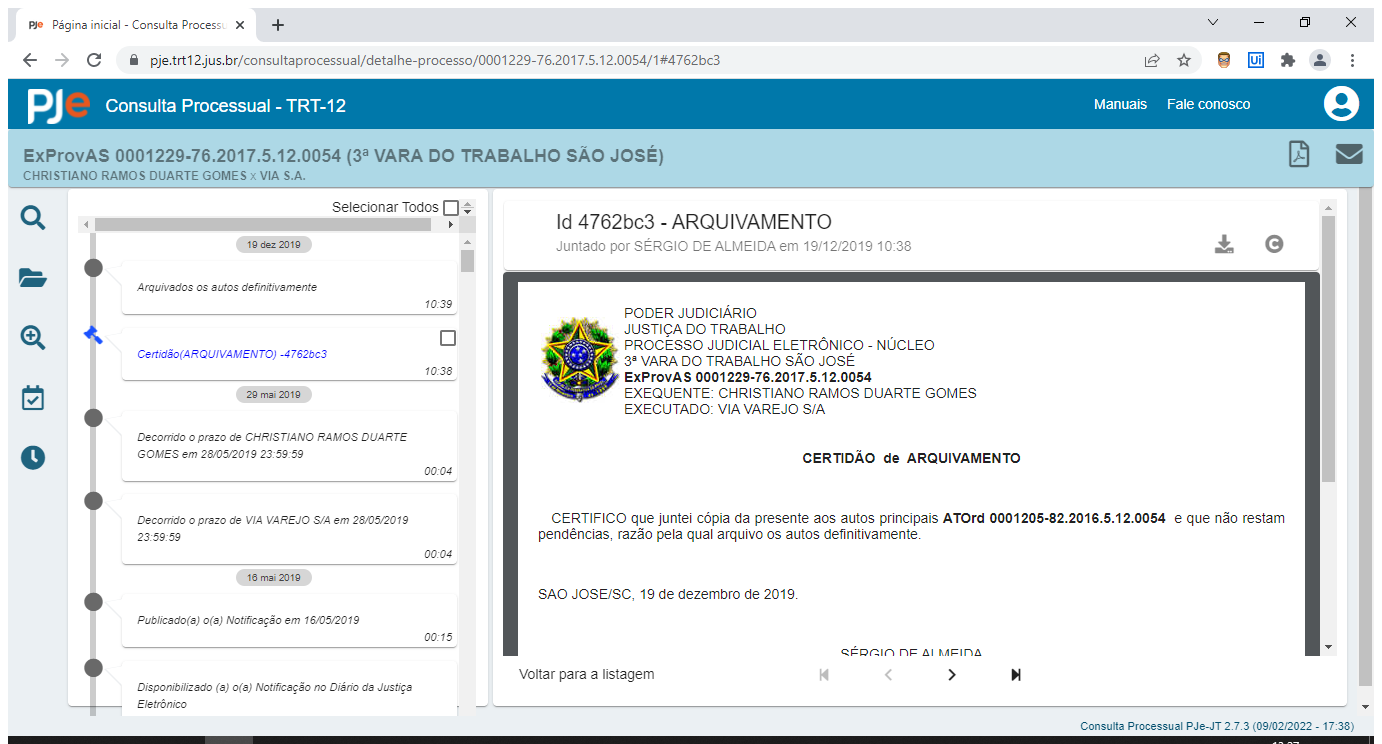 PJe Página inicial - Consulta Process
pje.trt12.jus.br/consultaprocessual/detalhe-processo/0001229-76.2017.5.12.0054/1#4762bc3
Ui
PJe Consulta Processual - TRT-12
Manuais Fale conosco
ExProvAS 0001229-76.2017.5.12.0054 (3ª VARA DO TRABALHO SÃO JOSÉ)
CHRISTIANO RAMOS DUARTE GOMES x VIA S.A.
Selecionar Todos
19 dez 2019
Arquivados os autos definitivamente
10:39
Certidão(ARQUIVAMENTO) -4762bc3
10:38
29 mai 2019
Decorrido o prazo de CHRISTIANO RAMOS DUARTE
GOMES em 28/05/2019 23:59:59
00:04
Decorrido o prazo de VIA VAREJO S/A em 28/05/2019
23:59:59
00:04
16 mai 2019
Publicado(a) o(a) Notificação em 16/05/2019
00:15
Disponibilizado (a) o(a) Notificação no Diário da Justiça
Eletrônico
Id 4762bc3 - ARQUIVAMENTO
Juntado por SÉRGIO DE ALMEIDA em 19/12/2019 10:38
PODER JUDICIÁRIO
JUSTIÇA DO TRABALHO
PROCESSO JUDICIAL ELETRÔNICO - NÚCLEO
3ª VARA DO TRABALHO SÃO JOSÉ
ExProvAS 0001229-76.2017.5.12.0054
EXEQUENTE: CHRISTIANO RAMOS DUARTE GOMES
EXECUTADO: VIA VAREJO S/A
CERTIDÃO de ARQUIVAMENTO
CERTIFICO que juntei cópia da presente aos autos principais ATOrd 0001205-82.2016.5.12.0054 e que não restam
pendências, razão pela qual arquivo os autos definitivamente.
SAO JOSE/SC, 19 de dezembro de 2019.
SÉRGIO DE ALMEIDA
Voltar para a listagem
Consulta Processual PJe-JT 2.7.3 (09/02/2022 - 17:38)